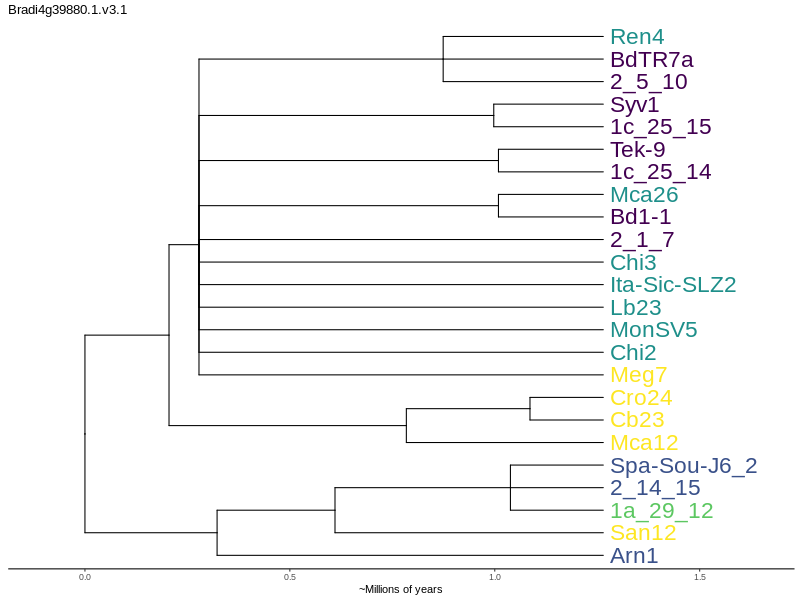 Bradi4g39880.1.v3.1
Ren4
BdTR7a
2_5_10
Syv1
1c_25_15
Tek-9
1c_25_14
Mca26
Bd1-1
2_1_7
Chi3
Ita-Sic-SLZ2
Lb23
MonSV5
Chi2
Meg7
Cro24
Cb23
Mca12
Spa-Sou-J6_2
2_14_15
1a_29_12
San12
Arn1
0.0 0.5 1.0 1.5
~Millions of years